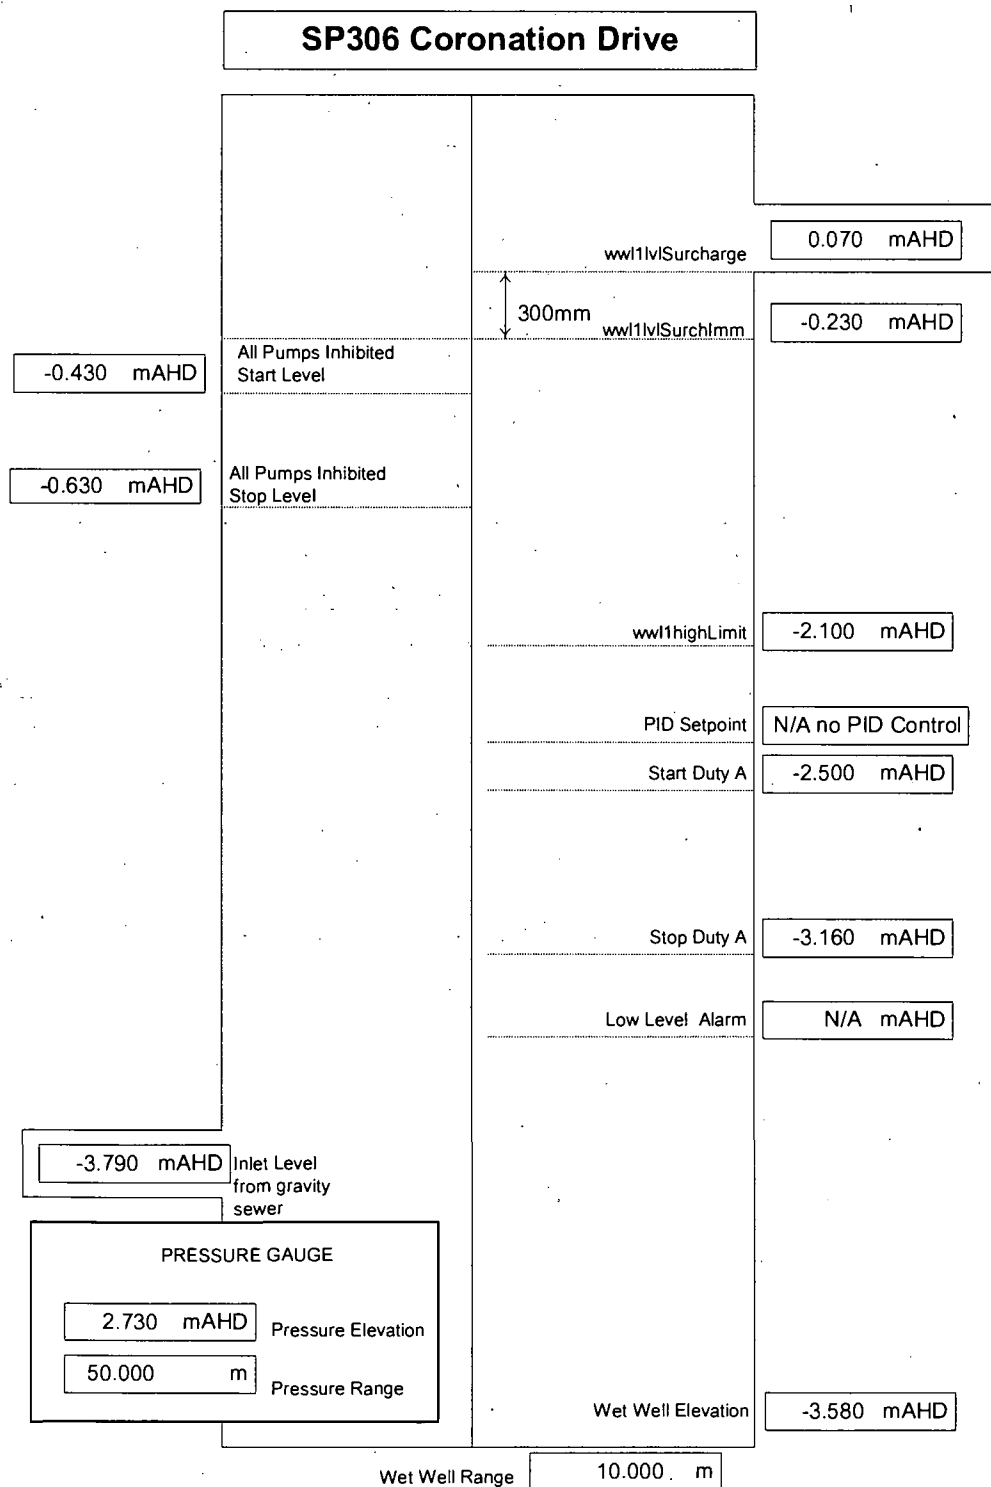 SP306 Coronation Drive
wwl1lvlSurcharge
0.070 mAHD
300mm
wwl1lvlSurchImm
-0.230 mAHD
-0.430 mAHD
All Pumps Inhibited
Start Level
-0.630 mAHD
All Pumps Inhibited
Stop Level
wwl1highLimit
-2.100 mAHD
PID Setpoint
N/A no PID Control
Start Duty A
-2.500 mAHD
Stop Duty A
-3.160 mAHD
Low Level Alarm
N/A mAHD
-3.790 mAHD
Inlet Level
from gravity
sewer
PRESSURE GAUGE
2.730 mAHD
Pressure Elevation
50.000 m
Pressure Range
Wet Well Elevation
-3.580 mAHD
Wet Well Range
10.000 m